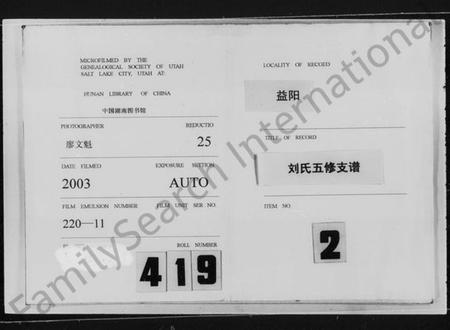 MICROFILMED BY THE
GENEALOGICAL SOCIETY OF UTAH
SALT LAKE CITY, UTAH AT:
HUNAN LIBRARY OF CHINA
中国湖南图书馆
PHOTOGRAPHER REDUCTIO
廖文魁 25
DATE FILMED EXPOSURE SETTION
2003 AUTO
FILM EMULSION NUMBER FILM UNIT SER NO.
220—11
ROLL NUMBER
419
LOCALITY OF RECORD
益阳
TITLE OF RECORD
刘氏五修支谱
ITEM NO.
2
FamilySearch International